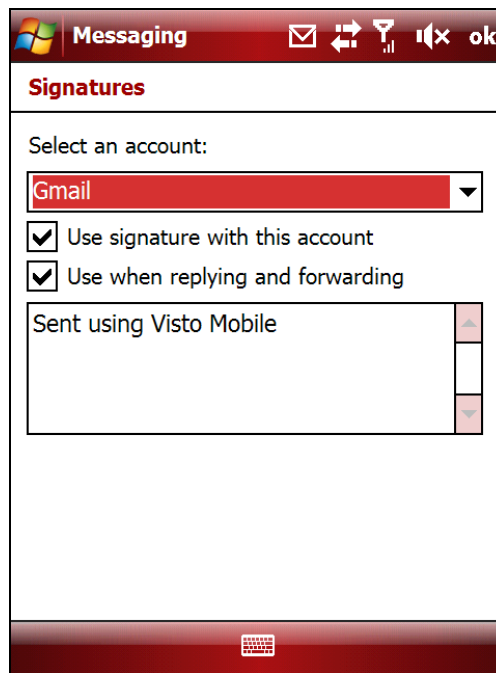 Messaging
ok
Signatures
Select an account:
Gmail
Use signature with this account
Use when replying and forwarding
Sent using Visto Mobile